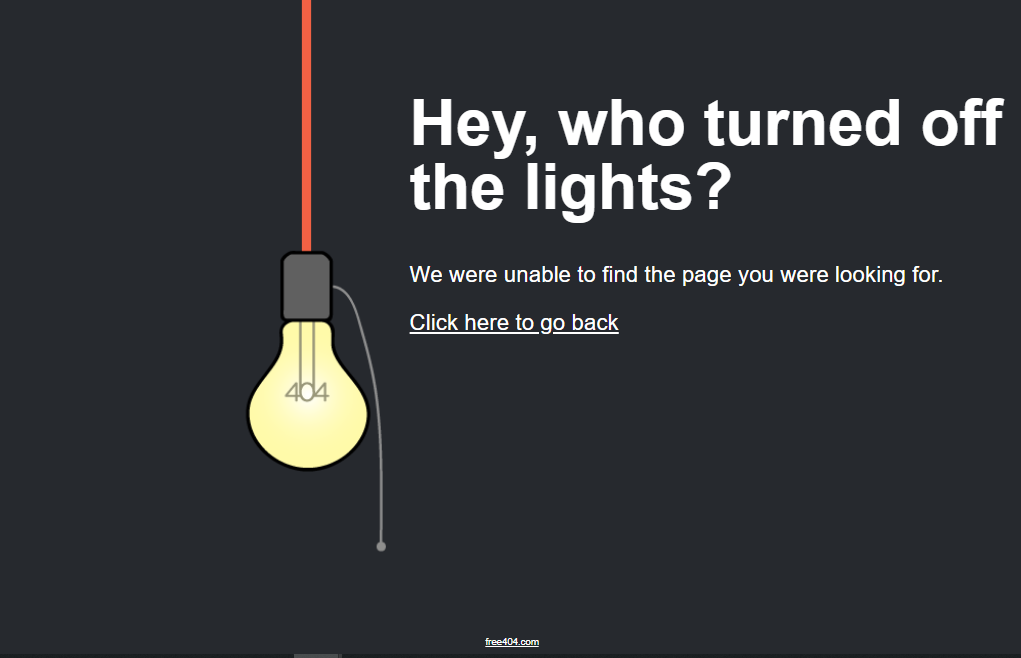 Hey, who turned off
the lights?
We were unable to find the page you were looking for.
Click here to go back
404
free404.com